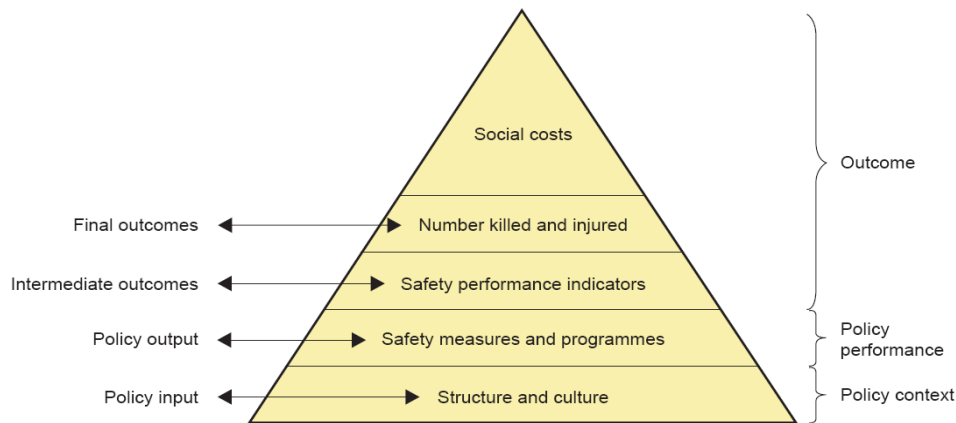 Social costs
Outcome
Final outcomes
Number killed and injured
Intermediate outcomes
Safety performance indicators
Policy output
Safety measures and programmes
Policy
performance
Policy input
Structure and culture
Policy context